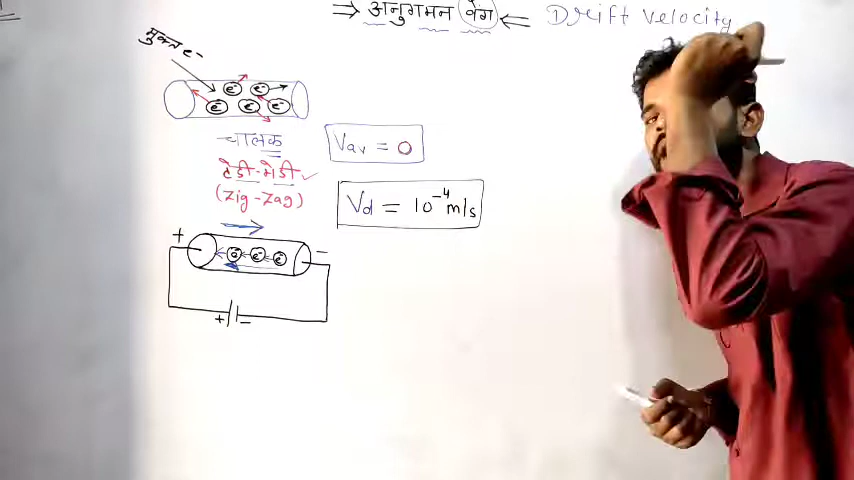 ⇒ अनुगमन वेग ⇐ Drift Velocity
मुक्त e-
e- e-
e- e- e-
चालक
Vav = 0
टेडी-मेडी ✓
(Zig-Zag)
Vd = 10⁻⁴ m/s
+ -
e- e- e-
+ -